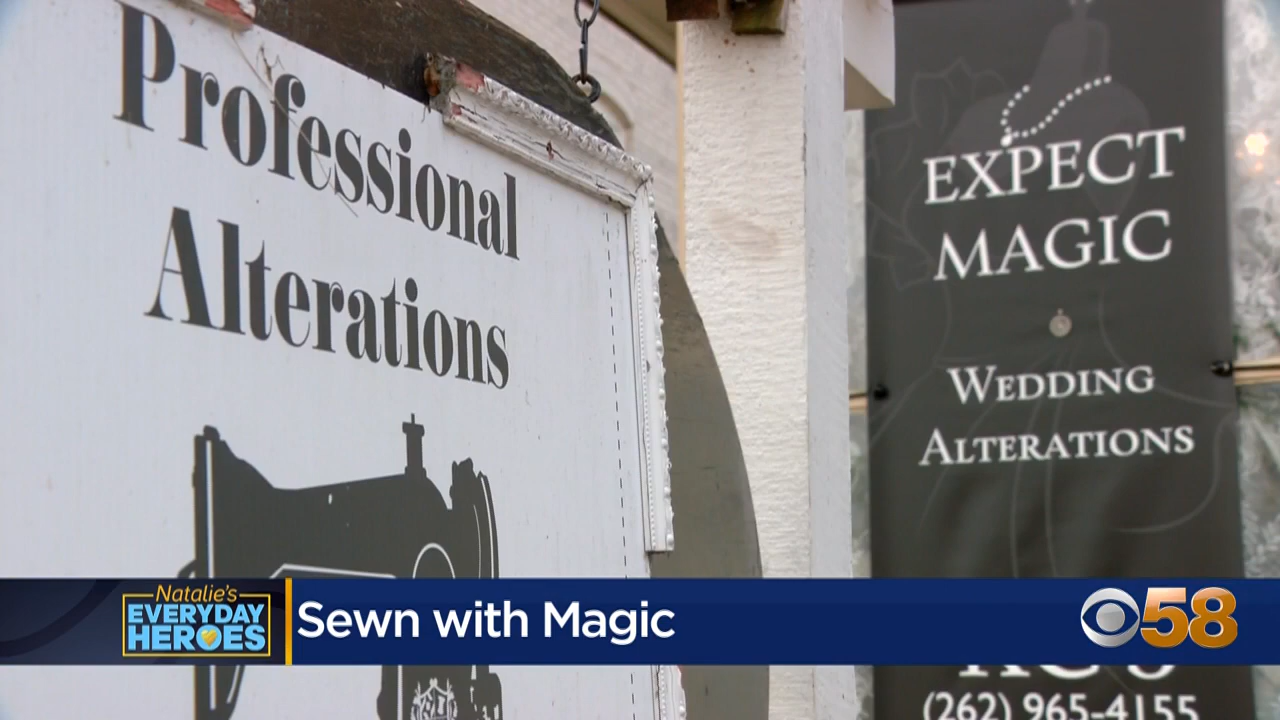 Professional
Alterations
EXPECT
MAGIC
WEDDING
ALTERATIONS
(262) 965-4155
Natalie's
EVERYDAY
HEROES
Sewn with Magic
58